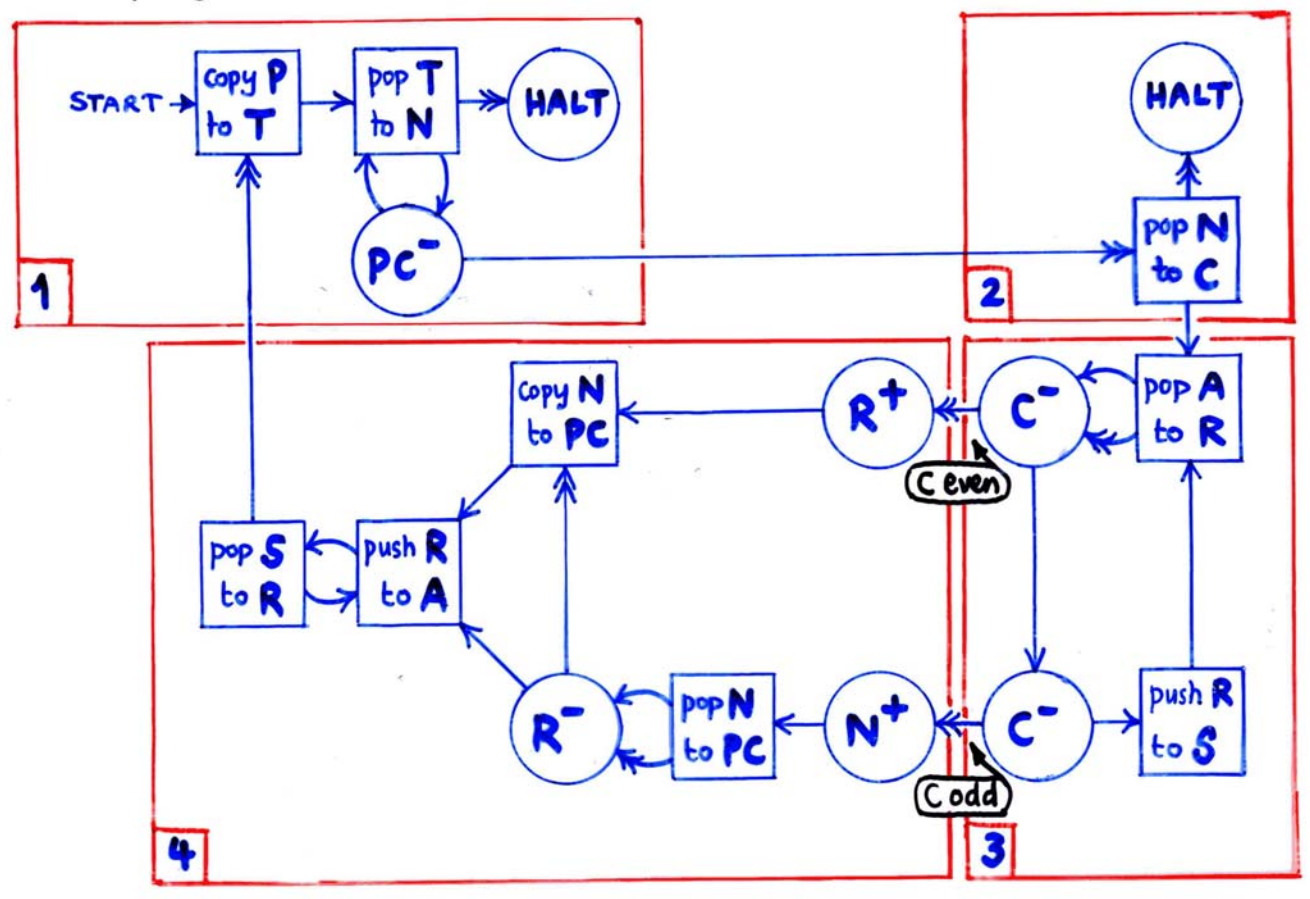 START
copy P
to T
pop T
to N
HALT
PC⁻
1
HALT
pop N
to C
2
copy N
to PC
R⁺
C⁻
pop A
to R
C even
pop S
to R
push R
to A
R⁻
pop N
to PC
N⁺
C⁻
push R
to S
C odd
4
3